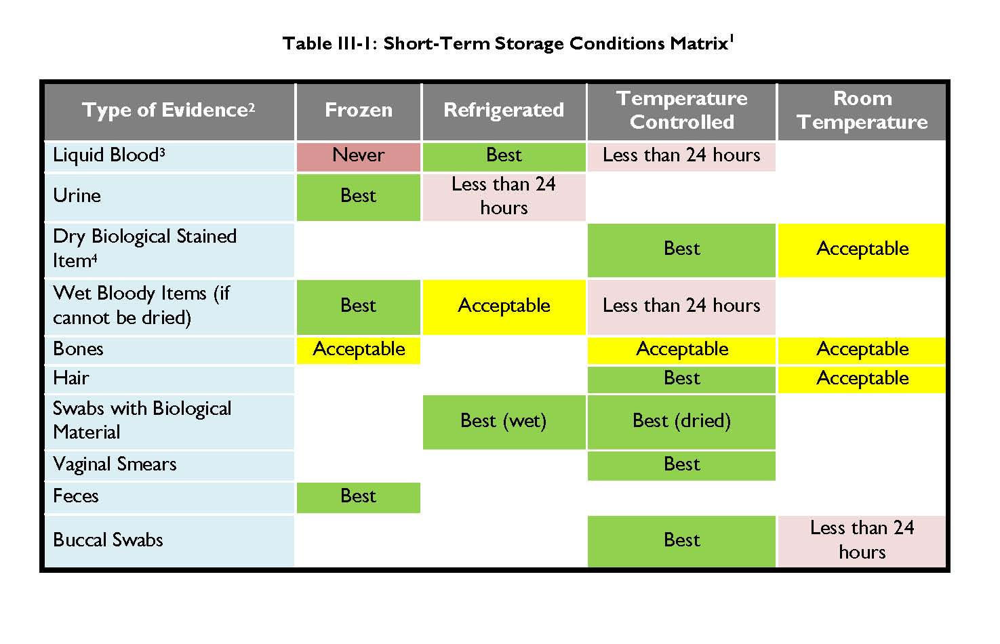 Table III-1: Short-Term Storage Conditions Matrix1
Type of Evidence2 Frozen Refrigerated Temperature Controlled Room Temperature
Liquid Blood3 Never Best Less than 24 hours
Urine Best Less than 24 hours
Dry Biological Stained Item4 Best Acceptable
Wet Bloody Items (if cannot be dried) Best Acceptable Less than 24 hours
Bones Acceptable Acceptable Acceptable
Hair Best Acceptable
Swabs with Biological Material Best (wet) Best (dried)
Vaginal Smears Best
Feces Best
Buccal Swabs Best Less than 24 hours